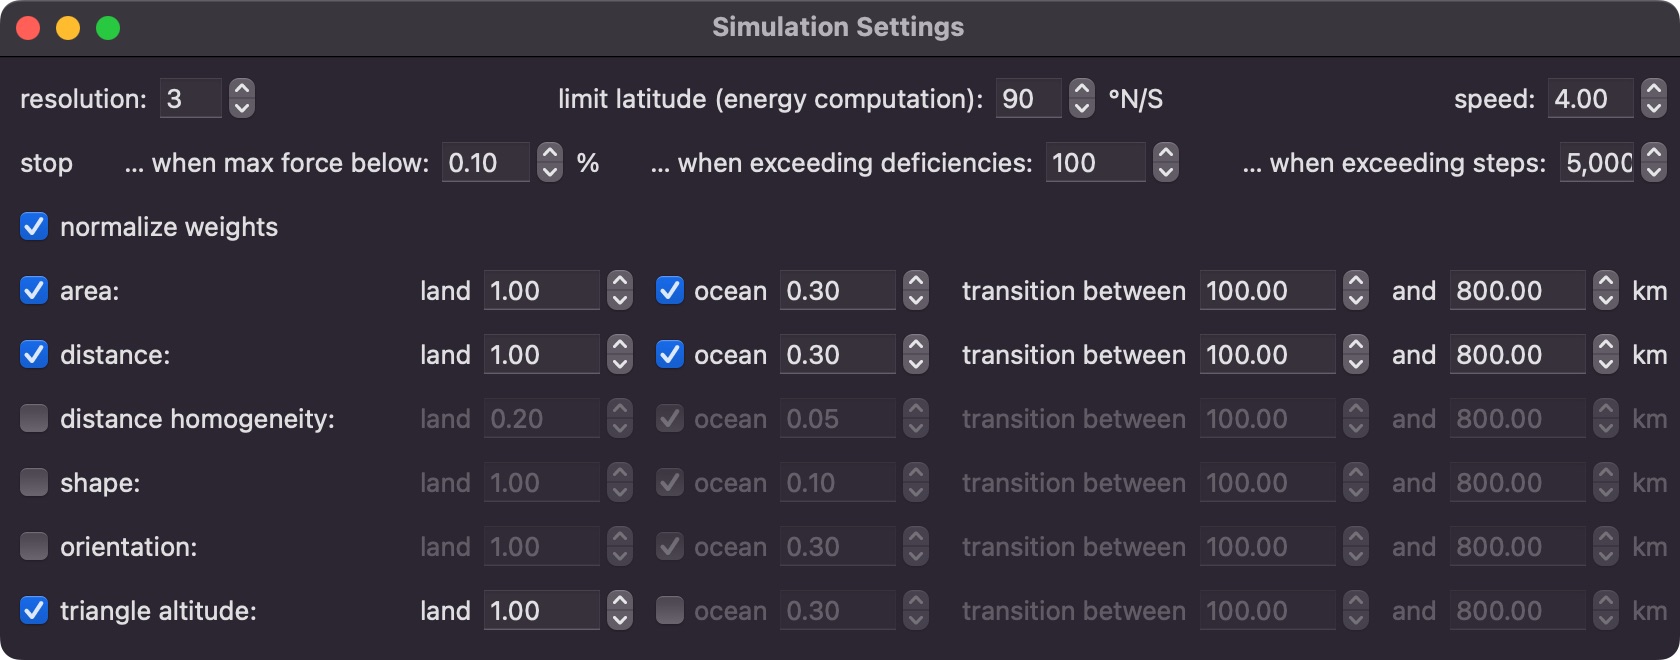 Simulation Settings
resolution: 3 limit latitude (energy computation): 90 °N/S speed: 4.00
stop ... when max force below: 0.10 % ... when exceeding deficiencies: 100 ... when exceeding steps: 5,000
normalize weights
area: land 1.00 ocean 0.30 transition between 100.00 and 800.00 km
distance: land 1.00 ocean 0.30 transition between 100.00 and 800.00 km
distance homogeneity: land 0.20 ocean 0.05 transition between 100.00 and 800.00 km
shape: land 1.00 ocean 0.10 transition between 100.00 and 800.00 km
orientation: land 1.00 ocean 0.30 transition between 100.00 and 800.00 km
triangle altitude: land 1.00 ocean 0.30 transition between 100.00 and 800.00 km